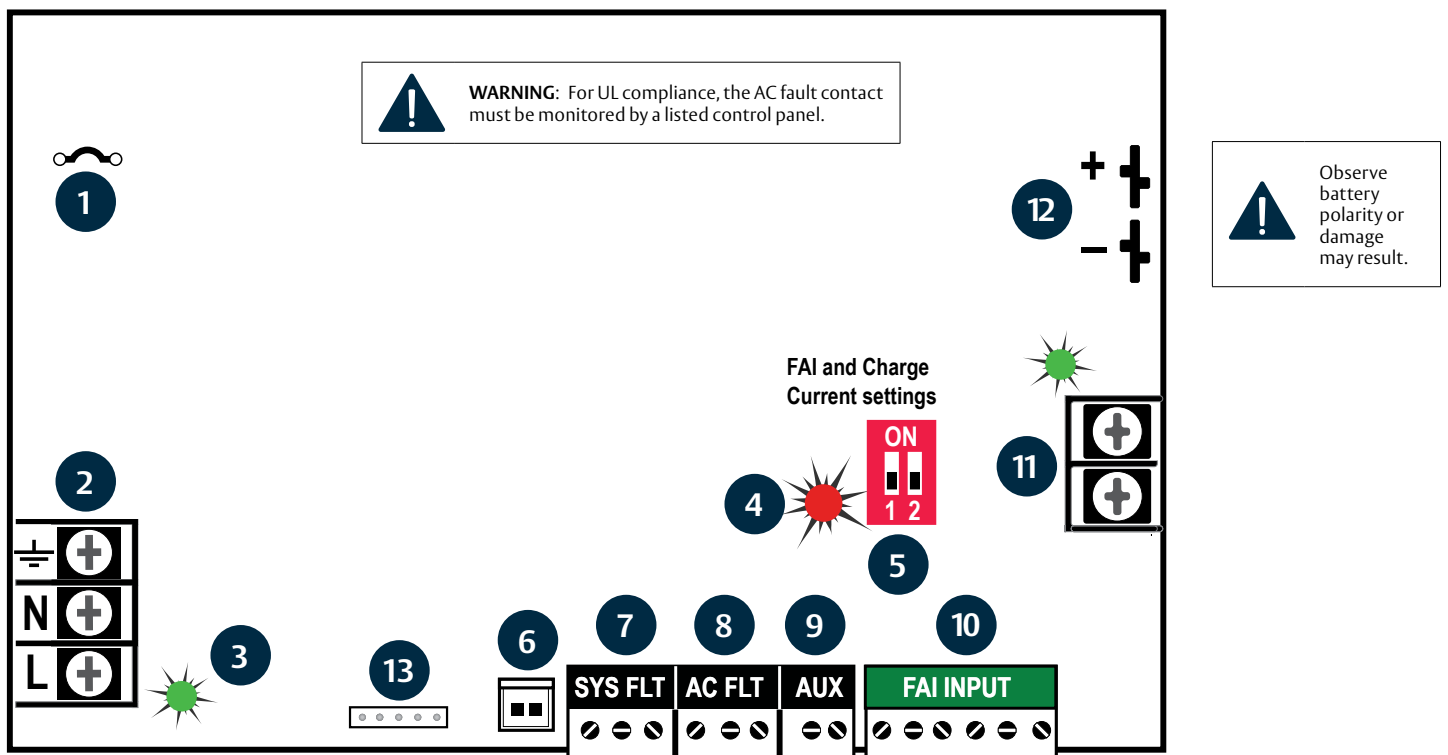 WARNING: For UL compliance, the AC fault contact
must be monitored by a listed control panel.
1
+
12
−
Observe
battery
polarity or
damage
may result.
FAI and Charge
Current settings
ON
1 2
11
2
4
5
N
L
3
13
6
7
8
9
10
SYS FLT
AC FLT
AUX
FAI INPUT